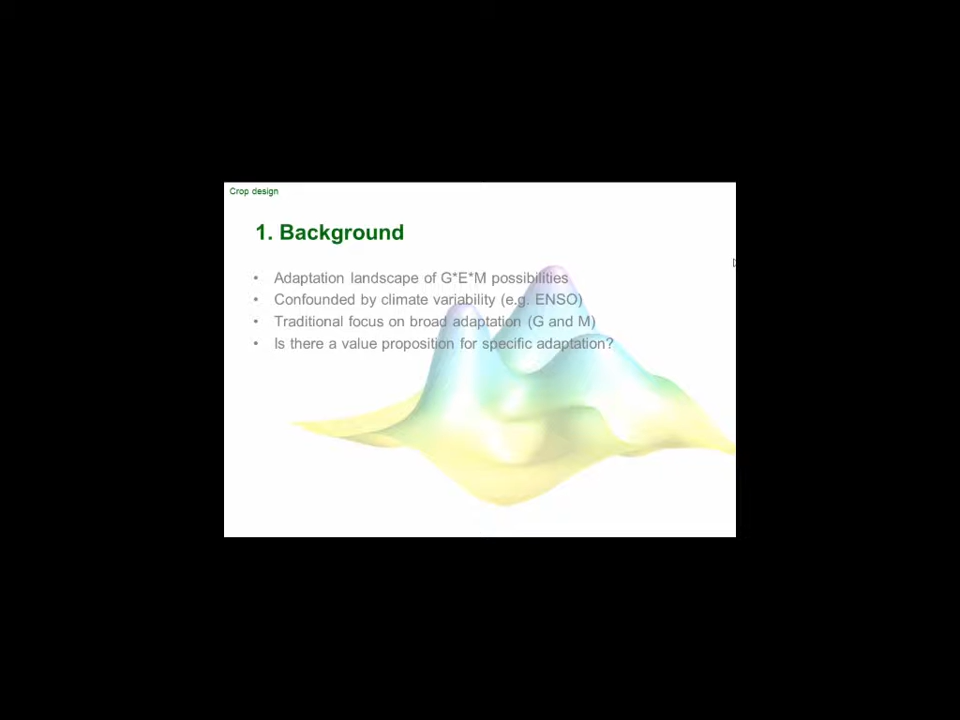 Crop design
1. Background
• Adaptation landscape of G*E*M possibilities
• Confounded by climate variability (e.g. ENSO)
• Traditional focus on broad adaptation (G and M)
• Is there a value proposition for specific adaptation?